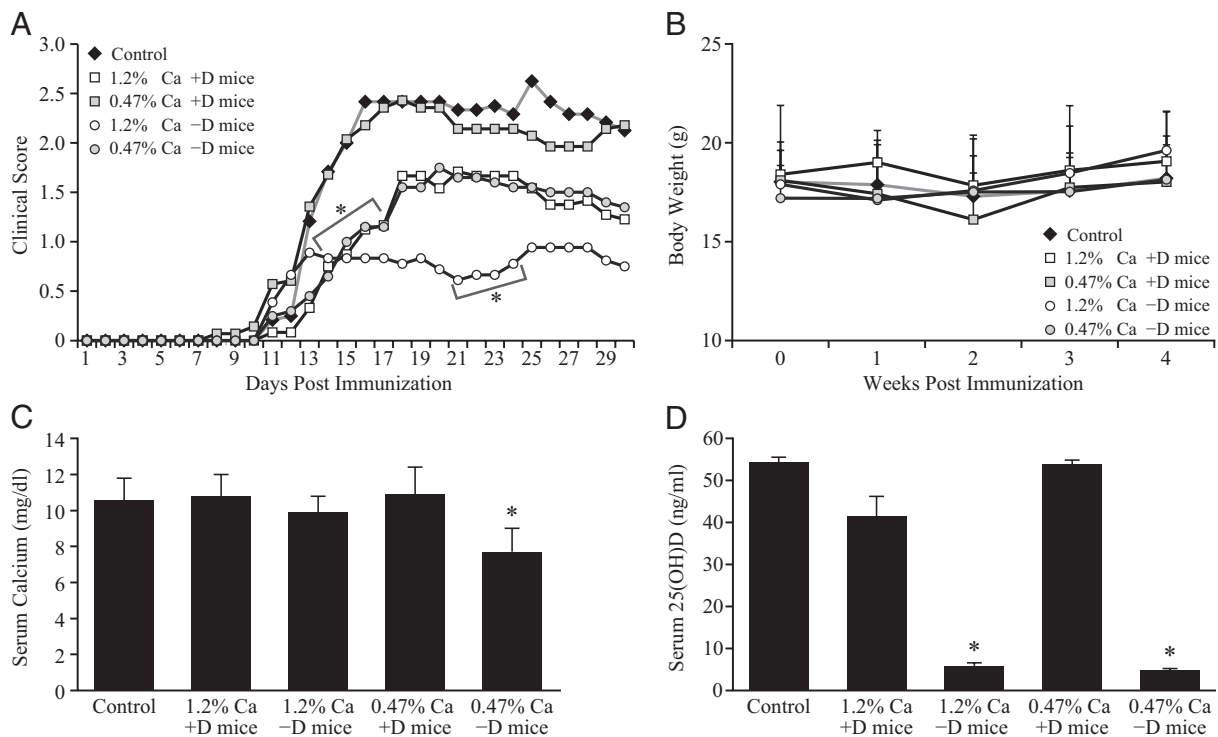 A
3.0
2.5
2.0
1.5
1.0
0.5
0
Clinical Score
Control
1.2% Ca +D mice
0.47% Ca +D mice
1.2% Ca −D mice
0.47% Ca −D mice
*
*
1 3 5 7 9 11 13 15 17 19 21 23 25 27 29
Days Post Immunization
B
25
20
15
10
Body Weight (g)
Control
1.2% Ca +D mice
0.47% Ca +D mice
1.2% Ca −D mice
0.47% Ca −D mice
0 1 2 3 4
Weeks Post Immunization
C
14
12
10
8
6
4
2
0
Serum Calcium (mg/dl)
*
Control 1.2% Ca 1.2% Ca 0.47% Ca 0.47% Ca
+D mice −D mice +D mice −D mice
D
60
50
40
30
20
10
0
Serum 25(OH)D (ng/ml)
* *
Control 1.2% Ca 1.2% Ca 0.47% Ca 0.47% Ca
+D mice −D mice +D mice −D mice